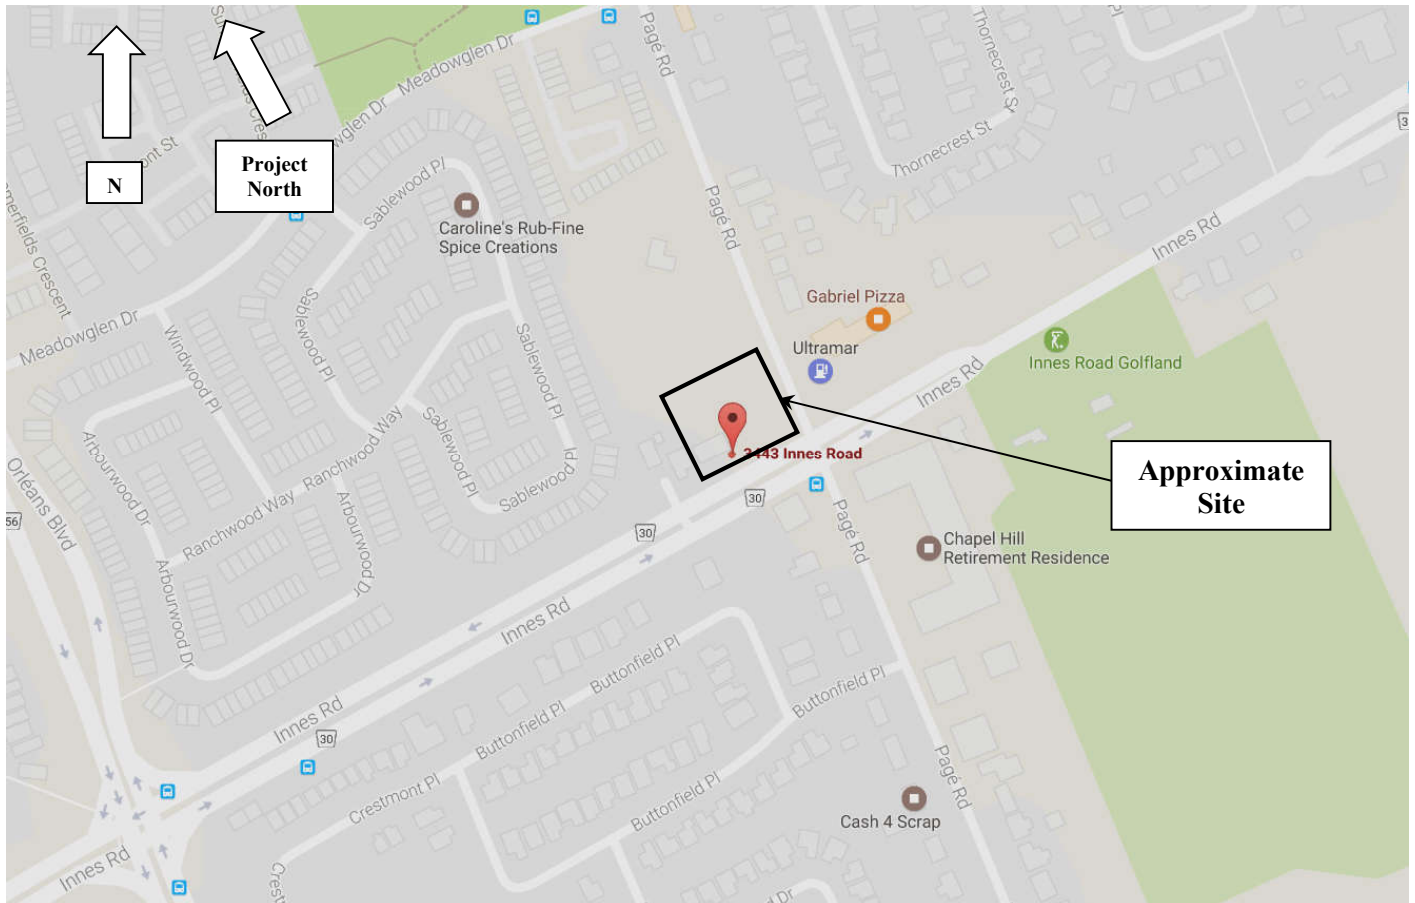 Meadowglen Dr
Pagé Rd
Thornecrest St
Thornecrest St
N
Project
North
Sablewood Pl
Caroline's Rub-Fine
Spice Creations
Pagé Rd
Innes Rd
Gabriel Pizza
Ultramar
Innes Road Golfland
Meadowglen Dr
Windwood Pl
Sablewood Pl
Sablewood Pl
Innes Rd
3443 Innes Road
Approximate
Site
Arbourwood Dr
Ranchwood Way
Ranchwood Way
Sablewood Pl
Sablewood Pl
Orléans Blvd
Arbourwood Dr
Arbourwood Dr
30
30
Pagé Rd
Chapel Hill
Retirement Residence
Innes Rd
Buttonfield Pl
Buttonfield Pl
Buttonfield Pl
Innes Rd
30
Crestmont Pl
Buttonfield Pl
Pagé Rd
Cash 4 Scrap
Innes Rd